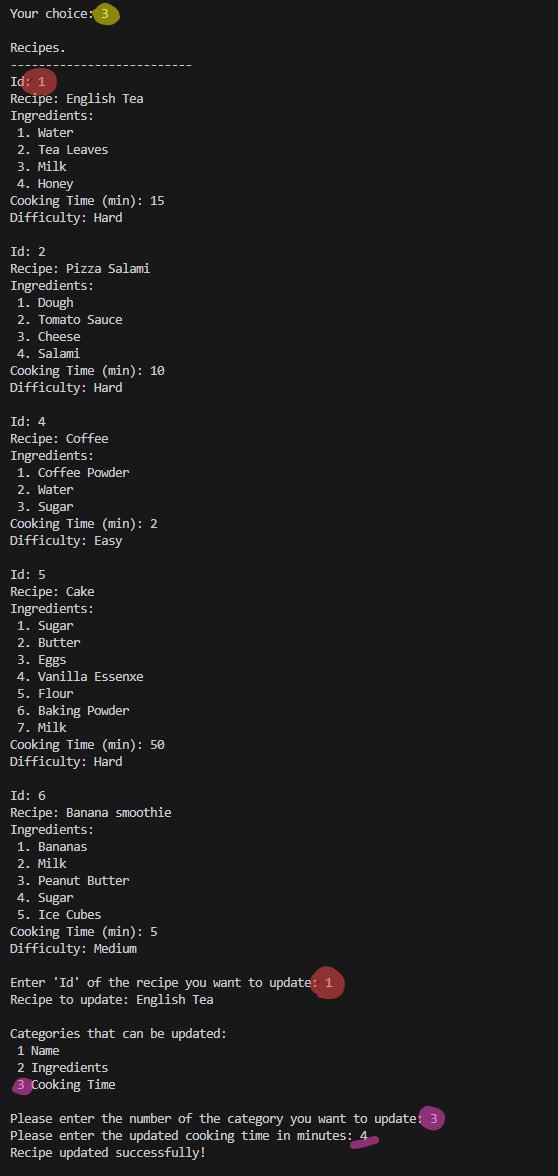 Your choice: 3
Recipes.
--------------------------
Id: 1
Recipe: English Tea
Ingredients:
1. Water
2. Tea Leaves
3. Milk
4. Honey
Cooking Time (min): 15
Difficulty: Hard
Id: 2
Recipe: Pizza Salami
Ingredients:
1. Dough
2. Tomato Sauce
3. Cheese
4. Salami
Cooking Time (min): 10
Difficulty: Hard
Id: 4
Recipe: Coffee
Ingredients:
1. Coffee Powder
2. Water
3. Sugar
Cooking Time (min): 2
Difficulty: Easy
Id: 5
Recipe: Cake
Ingredients:
1. Sugar
2. Butter
3. Eggs
4. Vanilla Essenxe
5. Flour
6. Baking Powder
7. Milk
Cooking Time (min): 50
Difficulty: Hard
Id: 6
Recipe: Banana smoothie
Ingredients:
1. Bananas
2. Milk
3. Peanut Butter
4. Sugar
5. Ice Cubes
Cooking Time (min): 5
Difficulty: Medium
Enter 'Id' of the recipe you want to update: 1
Recipe to update: English Tea
Categories that can be updated:
1 Name
2 Ingredients
3 Cooking Time
Please enter the number of the category you want to update: 3
Please enter the updated cooking time in minutes: 4
Recipe updated successfully!